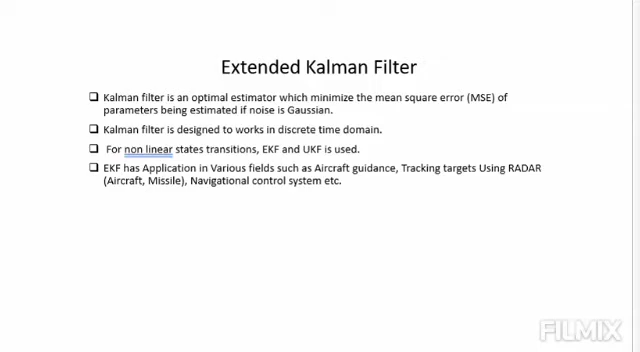 Extended Kalman Filter
Kalman filter is an optimal estimator which minimize the mean square error (MSE) of
parameters being estimated if noise is Gaussian.
Kalman filter is designed to works in discrete time domain.
For non linear states transitions, EKF and UKF is used.
EKF has Application in Various fields such as Aircraft guidance, Tracking targets Using RADAR
(Aircraft, Missile), Navigational control system etc.
FILMIX